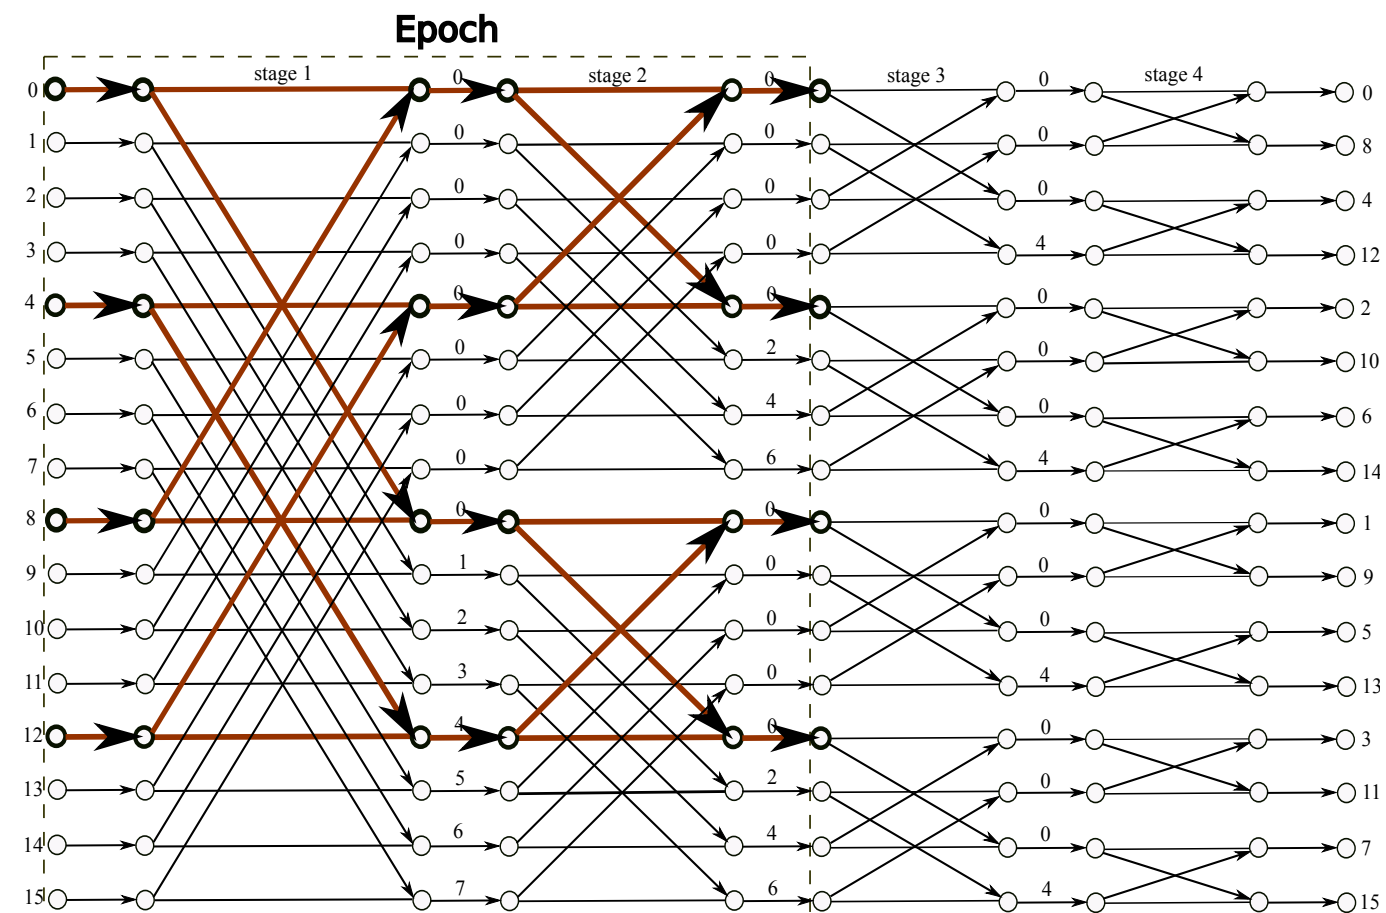 Epoch
stage 1 stage 2 stage 3 stage 4
0 0 0 0 0
1 0 0 0 8
2 0 0 0 4
3 0 0 4 12
4 0 0 0 2
5 0 2 0 10
6 0 4 0 6
7 0 6 4 14
8 0 0 0 1
9 1 0 0 9
10 2 0 0 5
11 3 0 4 13
12 4 0 0 3
13 5 2 0 11
14 6 4 0 7
15 7 6 4 15